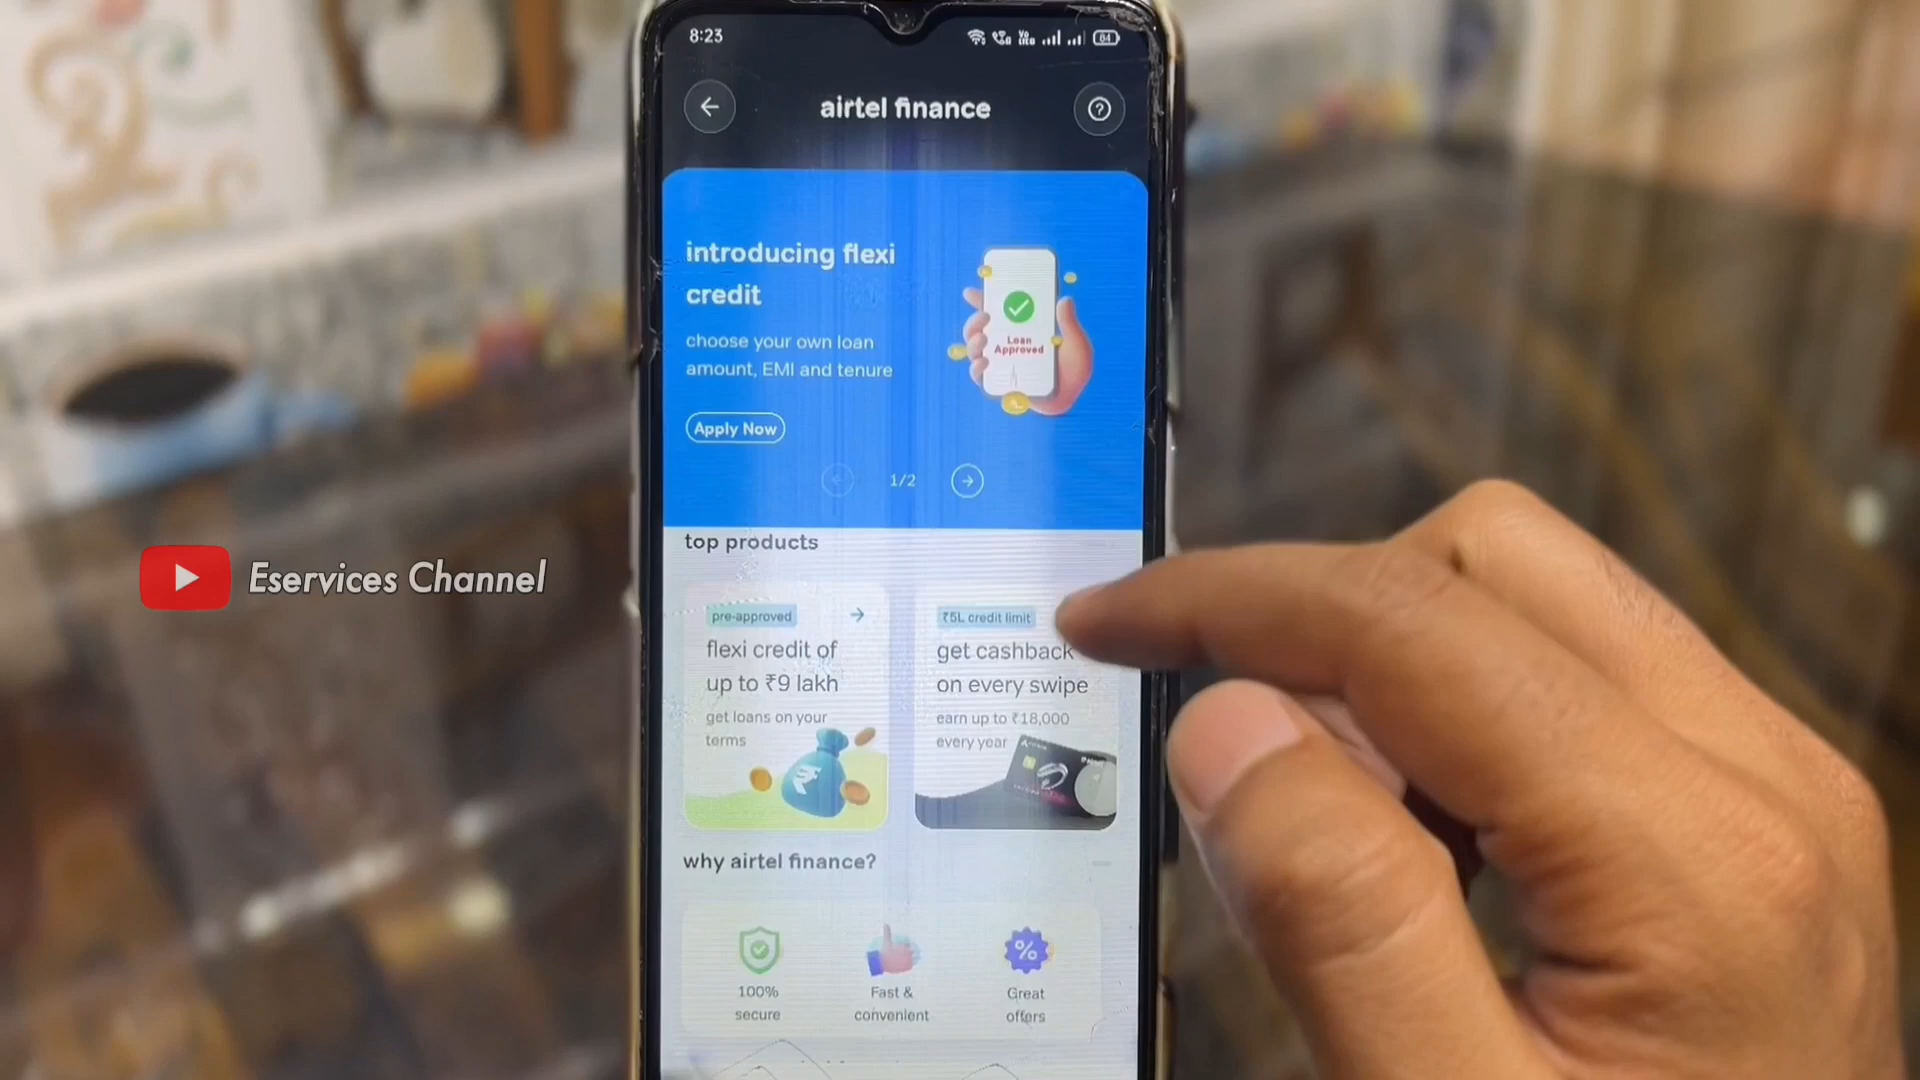 8:23
84
airtel finance
introducing flexi
credit
choose your own loan
amount, EMI and tenure
Loan
Approved
Apply Now
1/2
top products
pre-approved
flexi credit of
up to ₹9 lakh
get loans on your
terms
₹5L credit limit
get cashback
on every swipe
earn up to ₹18,000
every year
why airtel finance?
100%
secure
Fast &
convenient
Great
offers
Eservices Channel